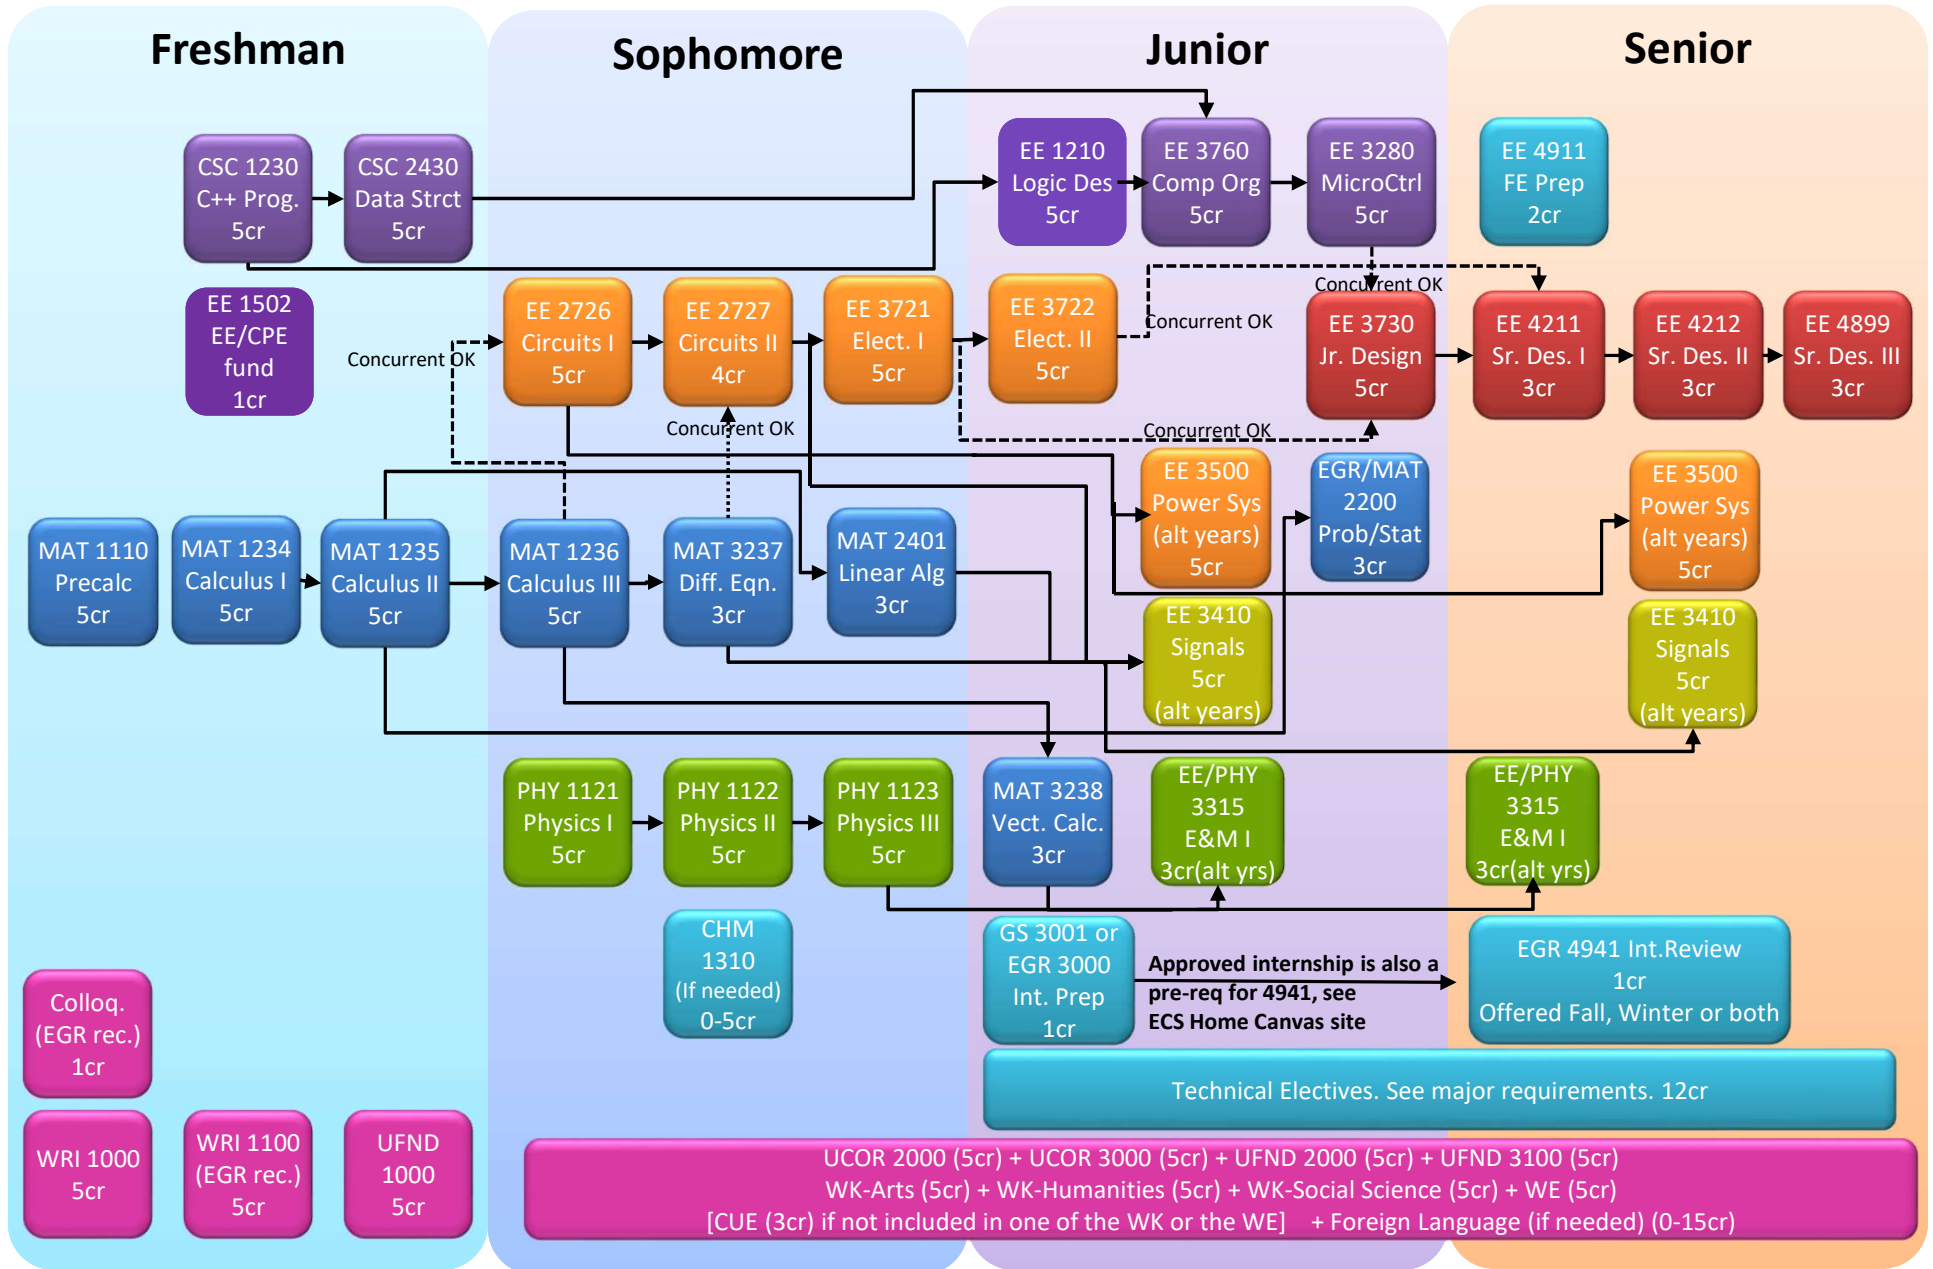 Freshman
Sophomore
Junior
Senior
CSC 1230
C++ Prog.
5cr
CSC 2430
Data Strct
5cr
EE 1210
Logic Des
5cr
EE 3760
Comp Org
5cr
EE 3280
MicroCtrl
5cr
EE 4911
FE Prep
2cr
EE 1502
EE/CPE
fund
1cr
Concurrent OK
EE 2726
Circuits I
5cr
EE 2727
Circuits II
4cr
EE 3721
Elect. I
5cr
EE 3722
Elect. II
5cr
Concurrent OK
Concurrent OK
EE 3730
Jr. Design
5cr
EE 4211
Sr. Des. I
3cr
EE 4212
Sr. Des. II
3cr
EE 4899
Sr. Des. III
3cr
Concurrent OK
Concurrent OK
MAT 1110
Precalc
5cr
MAT 1234
Calculus I
5cr
MAT 1235
Calculus II
5cr
MAT 1236
Calculus III
5cr
MAT 3237
Diff. Eqn.
3cr
MAT 2401
Linear Alg
3cr
EE 3500
Power Sys
(alt years)
5cr
EGR/MAT
2200
Prob/Stat
3cr
EE 3500
Power Sys
(alt years)
5cr
EE 3410
Signals
5cr
(alt years)
EE 3410
Signals
5cr
(alt years)
PHY 1121
Physics I
5cr
PHY 1122
Physics II
5cr
PHY 1123
Physics III
5cr
MAT 3238
Vect. Calc.
3cr
EE/PHY
3315
E&M I
3cr(alt yrs)
EE/PHY
3315
E&M I
3cr(alt yrs)
CHM
1310
(If needed)
0-5cr
GS 3001 or
EGR 3000
Int. Prep
1cr
Approved internship is also a
pre-req for 4941, see
ECS Home Canvas site
EGR 4941 Int.Review
1cr
Offered Fall, Winter or both
Colloq.
(EGR rec.)
1cr
Technical Electives. See major requirements. 12cr
WRI 1000
5cr
WRI 1100
(EGR rec.)
5cr
UFND
1000
5cr
UCOR 2000 (5cr) + UCOR 3000 (5cr) + UFND 2000 (5cr) + UFND 3100 (5cr)
WK-Arts (5cr) + WK-Humanities (5cr) + WK-Social Science (5cr) + WE (5cr)
[CUE (3cr) if not included in one of the WK or the WE] + Foreign Language (if needed) (0-15cr)